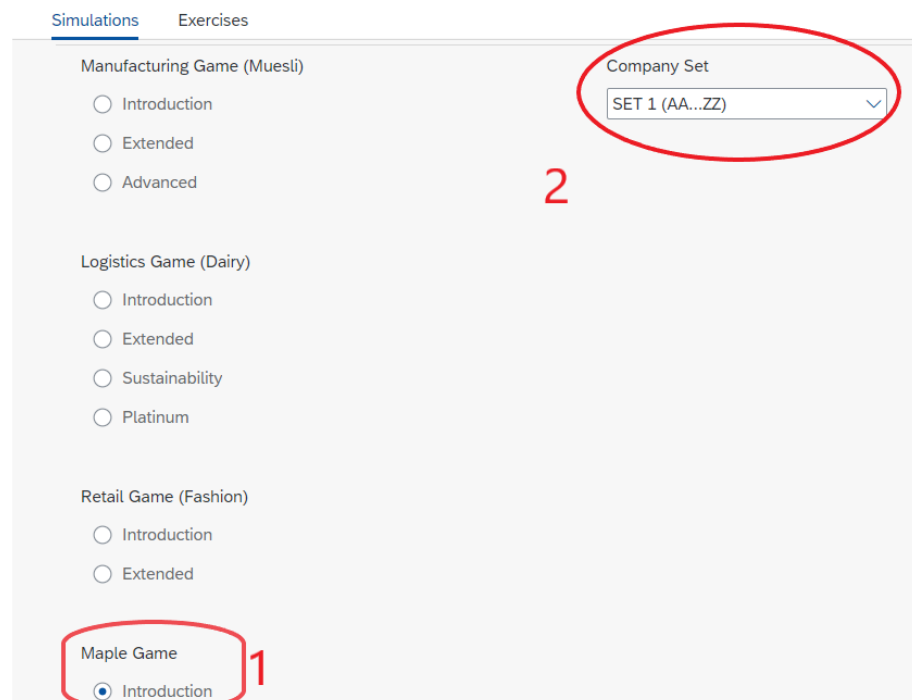 Simulations Exercises
Manufacturing Game (Muesli)
Introduction
Extended
Advanced
Company Set
SET 1 (AA...ZZ)
2
Logistics Game (Dairy)
Introduction
Extended
Sustainability
Platinum
Retail Game (Fashion)
Introduction
Extended
Maple Game
Introduction
1